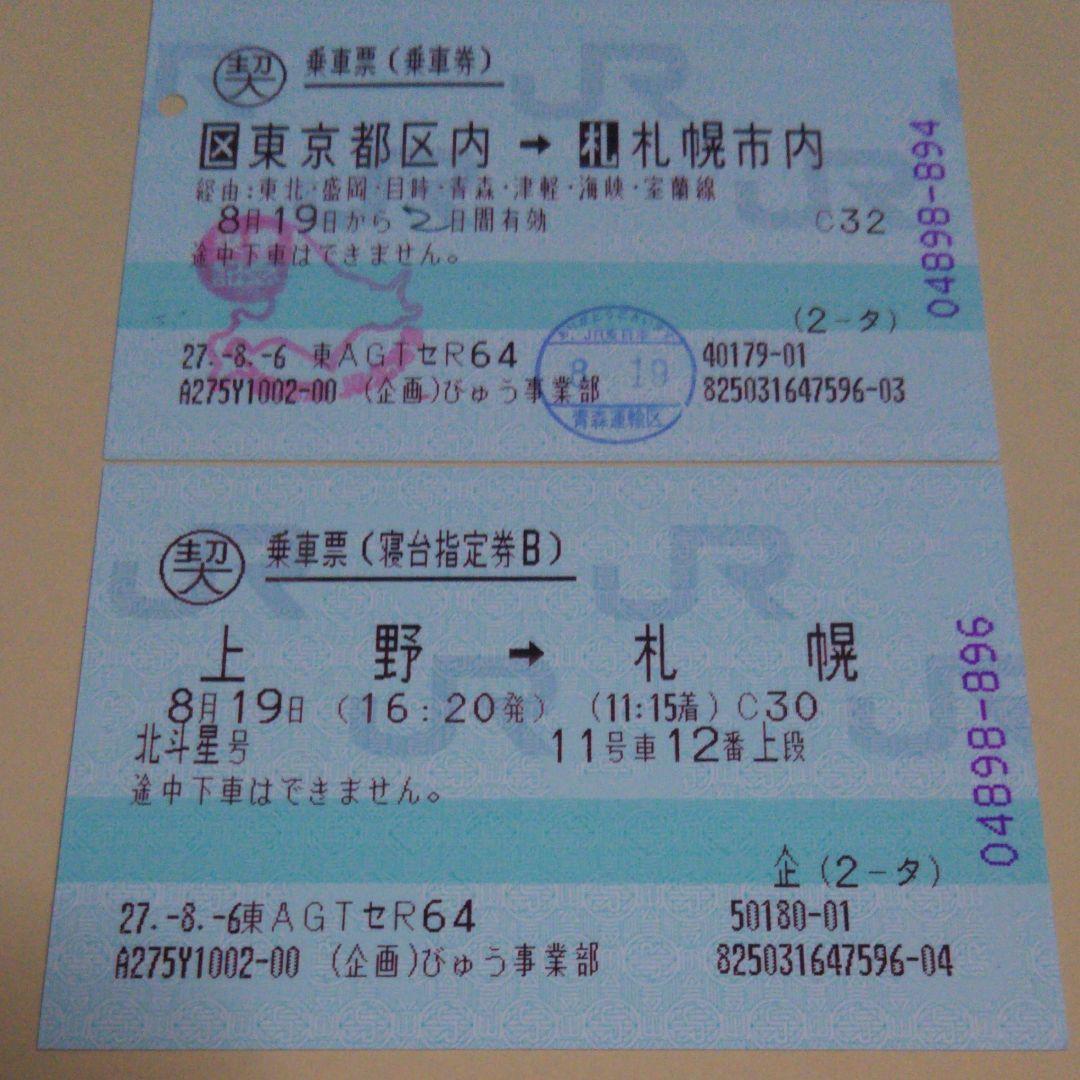 契 乗車票（乗車券）
区 東京都区内 → 札 札幌市内
経由：東北・盛岡・目時・青森・津軽・海峡・室蘭線
8月19日から2日間有効 C32
途中下車はできません。
(2-タ)
27.-8.-6 東AGTセR64 40179-01
A275Y1002-00 (企画)びゅう事業部 825031647596-03
04898-894
8. 19
青森運輸区
契 乗車票（寝台指定券B）
上野 → 札幌
8月19日（16:20発） （11:15着）C30
北斗星号 11号車12番上段
途中下車はできません。
企(2-タ)
27.-8.-6東AGTセR64 50180-01
A275Y1002-00 (企画)びゅう事業部 825031647596-04
04898-896
JR
JR
JR
JR